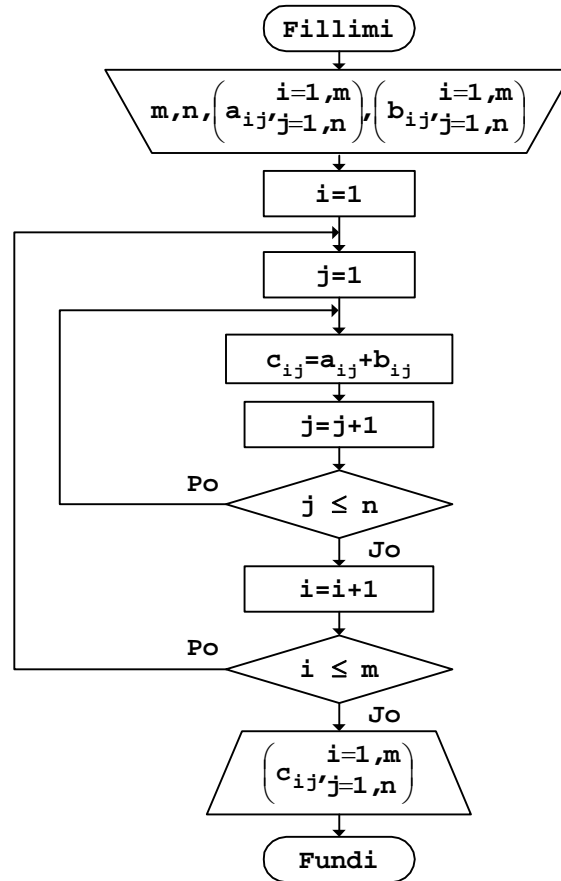 Fillimi
m,n,(a_ij, i=1,m j=1,n),(b_ij, i=1,m j=1,n)
i=1
j=1
c_ij=a_ij+b_ij
j=j+1
Po
j ≤ n
Jo
i=i+1
Po
i ≤ m
Jo
(c_ij, i=1,m j=1,n)
Fundi